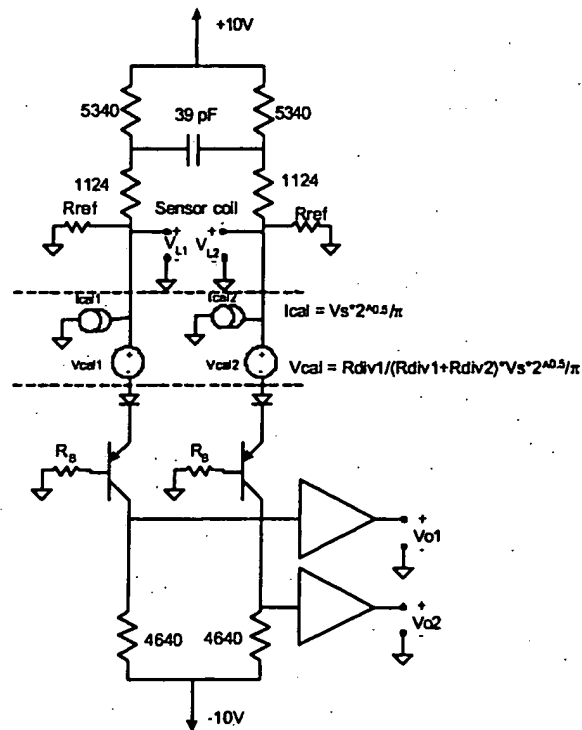 +10V
5340
39 pF
5340
1124
1124
Rref
Sensor coil
Rref
+
+
VL1
VL2
-
-
Ical1
Ical2
Ical = Vs*2^0.5/π
+
+
Vcal1
Vcal2
-
-
Vcal = Rdiv1/(Rdiv1+Rdiv2)*Vs*2^0.5/π
RB
RB
+
Vo1
-
+
Vo2
-
4640
4640
-10V